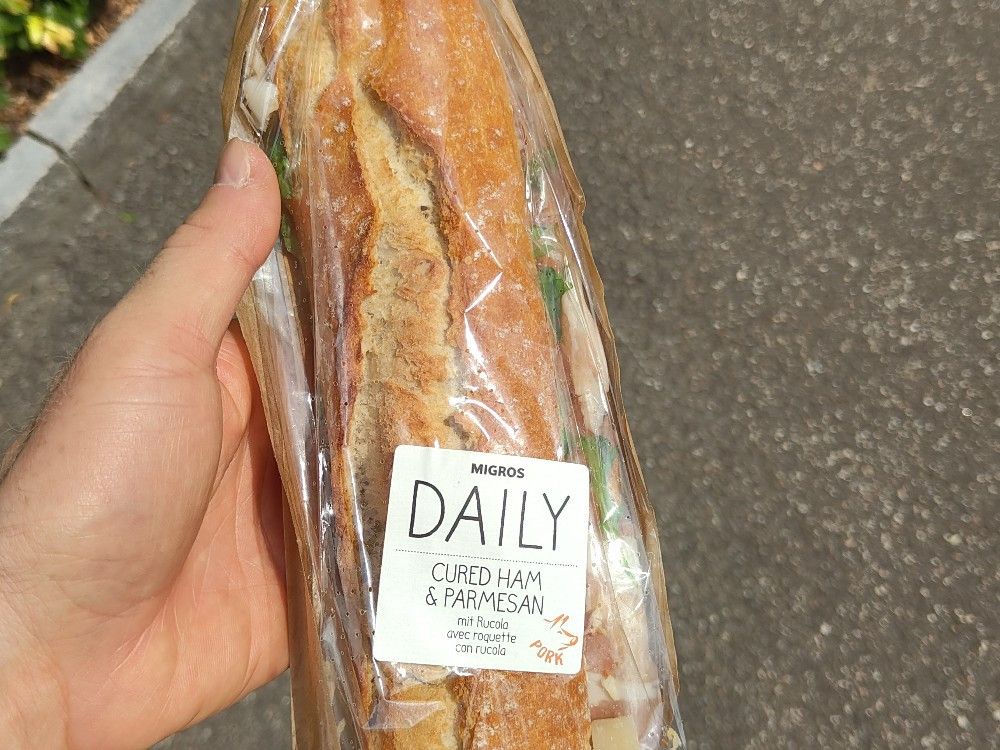 MIGROS
DAILY
CURED HAM
& PARMESAN
mit Rucola
avec roquette
con rucola
PORK